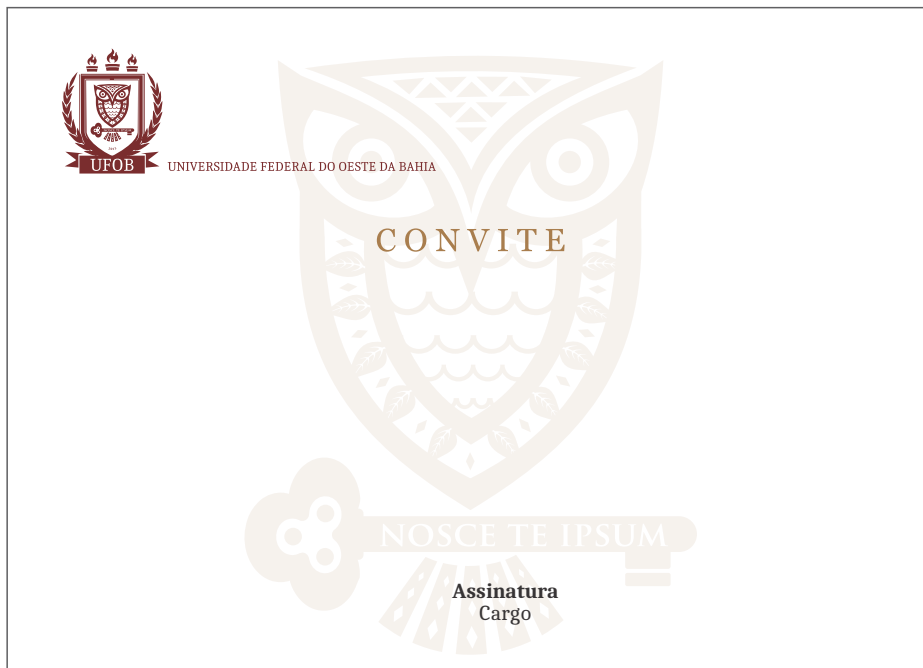 UFOB
UNIVERSIDADE FEDERAL DO OESTE DA BAHIA
CONVITE
NOSCE TE IPSUM
Assinatura
Cargo